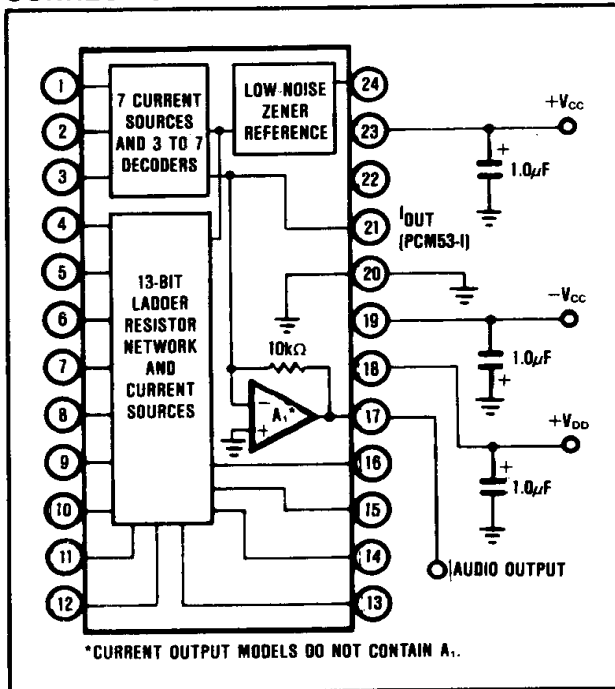 1
2
3
4
5
6
7
8
9
10
11
12
7 CURRENT
SOURCES
AND 3 TO 7
DECODERS
LOW-NOISE
ZENER
REFERENCE
13-BIT
LADDER
RESISTOR
NETWORK
AND
CURRENT
SOURCES
10kΩ
−
+
A₁*
24
23
22
21
20
19
18
17
16
15
14
13
+VCC
+
1.0μF
IOUT
(PCM53-I)
−VCC
1.0μF
+
+VDD
+
1.0μF
AUDIO OUTPUT
*CURRENT OUTPUT MODELS DO NOT CONTAIN A₁.